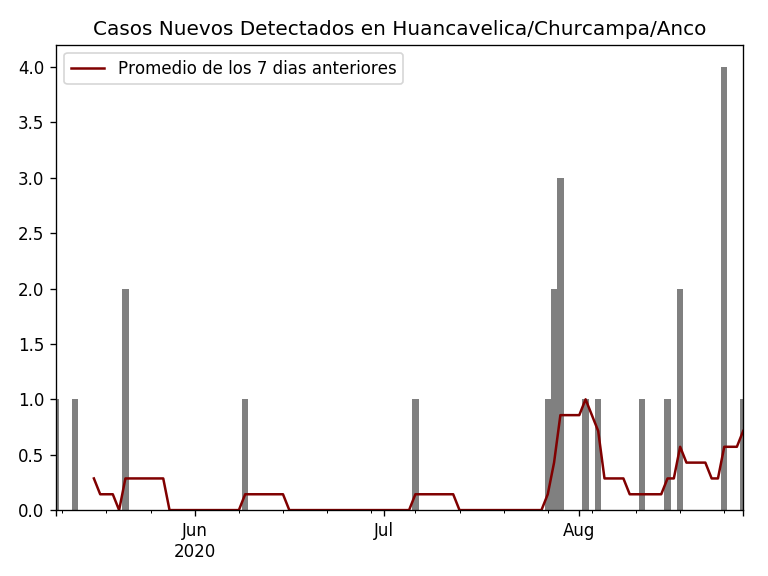 Casos Nuevos Detectados en Huancavelica/Churcampa/Anco
Promedio de los 7 dias anteriores
4.0
3.5
3.0
2.5
2.0
1.5
1.0
0.5
0.0
Jun
2020
Jul
Aug